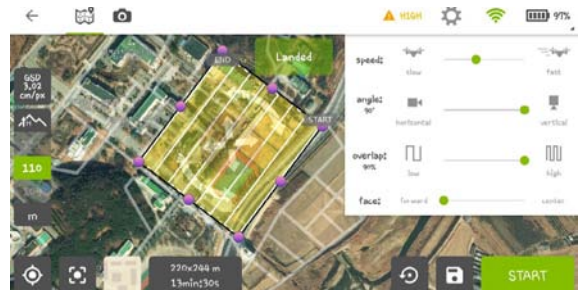 HIGH
97%
GSD
3,02
cm/px
110
m
END
Landed
START
220x244 m
13min:30s
speed:
slow
fast
angle:
90°
horizontal
vertical
overlap:
low
high
face:
forward
center
START